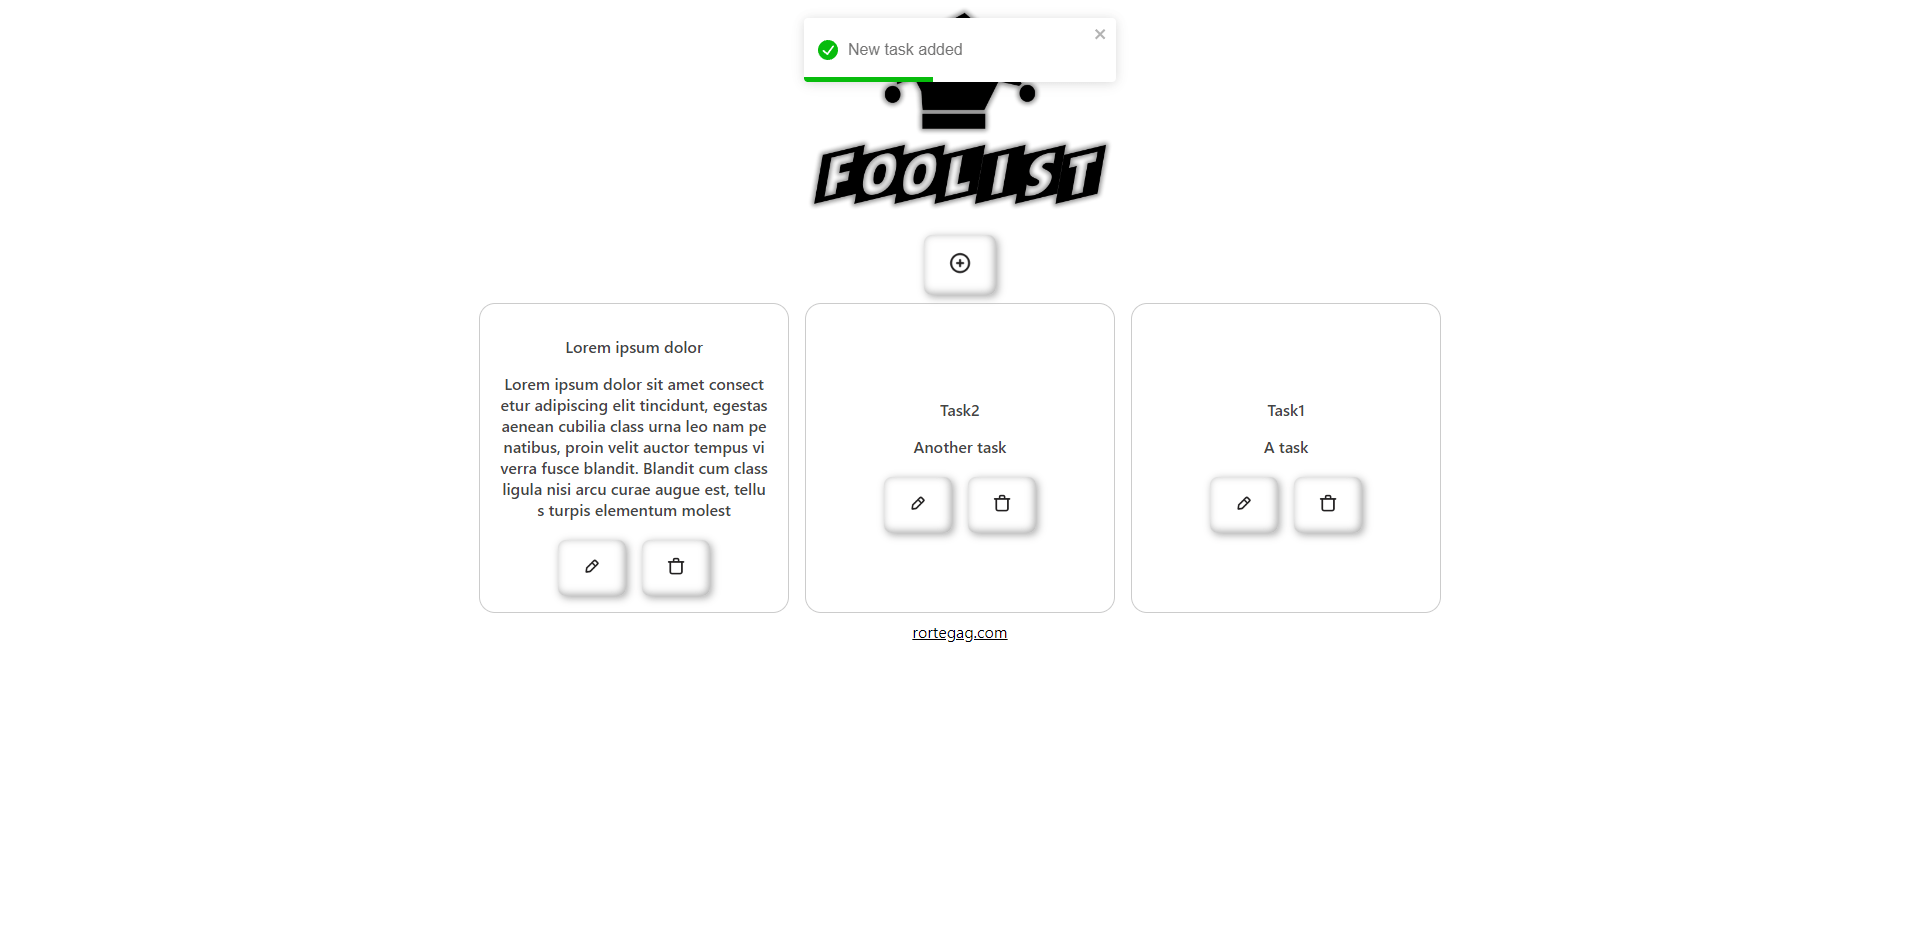 New task added
FOOLIST
Lorem ipsum dolor
Lorem ipsum dolor sit amet consect
etur adipiscing elit tincidunt, egestas
aenean cubilia class urna leo nam pe
natibus, proin velit auctor tempus vi
verra fusce blandit. Blandit cum class
ligula nisi arcu curae augue est, tellu
s turpis elementum molest
Task2
Another task
Task1
A task
rortegag.com